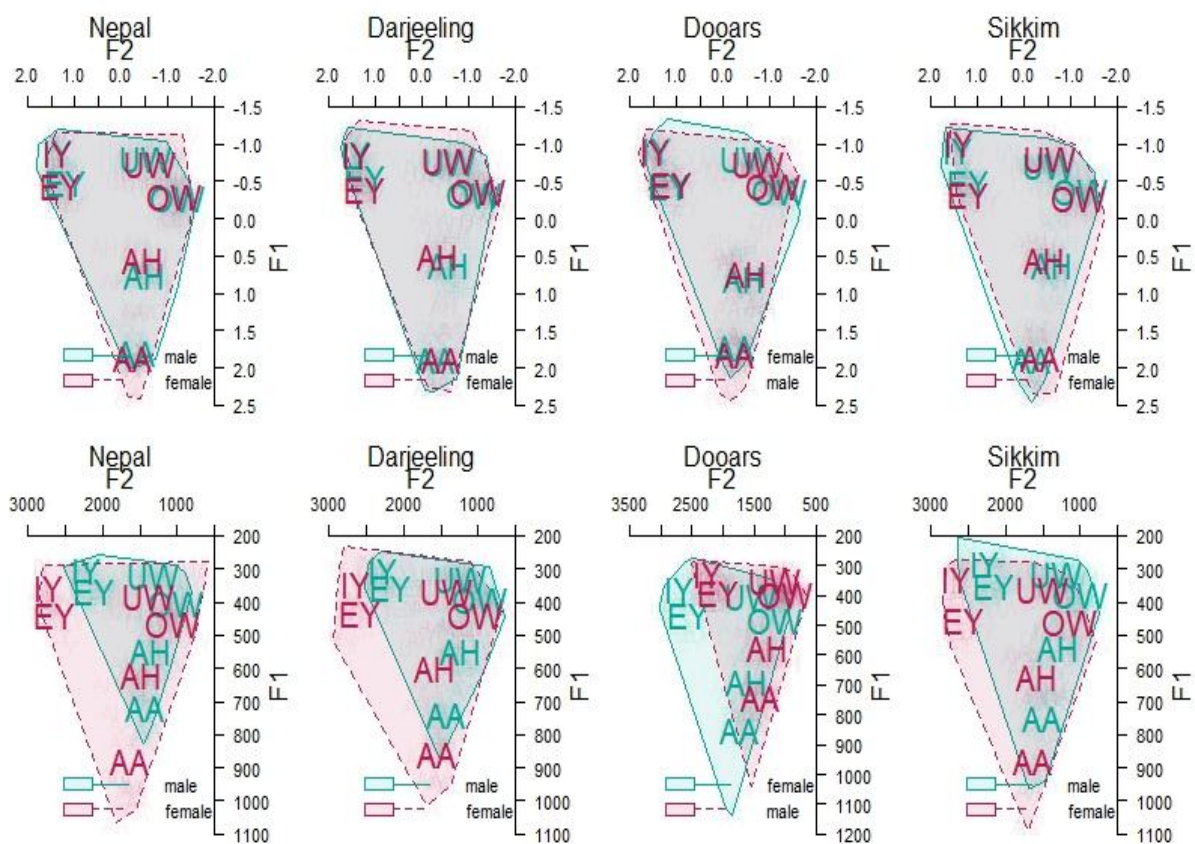 Nepal Darjeeling Dooars Sikkim
F2 F2 F2 F2
2.0 1.0 0.0 -1.0 -2.0 2.0 1.0 0.0 -1.0 -2.0 2.0 1.0 0.0 -1.0 -2.0 2.0 1.0 0.0 -1.0 -2.0
-1.5 -1.5 -1.5 -1.5
-1.0 -1.0 -1.0 -1.0
IY UW IY UW IY UW UW IY UW
-0.5 -0.5 -0.5 -0.5
EY OW EY OW EY OW OW EY OW
0.0 0.0 0.0 0.0
F1 F1 F1 F1
0.5 0.5 0.5 0.5
AH AH AH AH AH AH AH AH
1.0 1.0 1.0 1.0
1.5 1.5 1.5 1.5
AA AA AA AA AA AA AA AA
male male female male
2.0 2.0 2.0 2.0
female female male female
2.5 2.5 2.5 2.5
Nepal Darjeeling Dooars Sikkim
F2 F2 F2 F2
3000 2000 1000 3000 2000 1000 3500 2500 1500 500 3000 2000 1000
200 200 200 200
300 300 300 300
IY IY UW UW IY IY UW UW IY IY UW UW IY IY UW UW
400 400 400 400
EY EY OW OW EY EY OW OW EY EY OW OW EY EY OW OW
500 500 500 500
600 600 600 600
AH AH AH AH AH AH AH AH
F1 F1 F1 F1
700 700 700 700
AA AA AA AA AA AA AA AA
800 800 800 800
900 900 900 900
male male female male
1000 1000 1000 1000
female female male female
1100 1100 1100 1100
1200